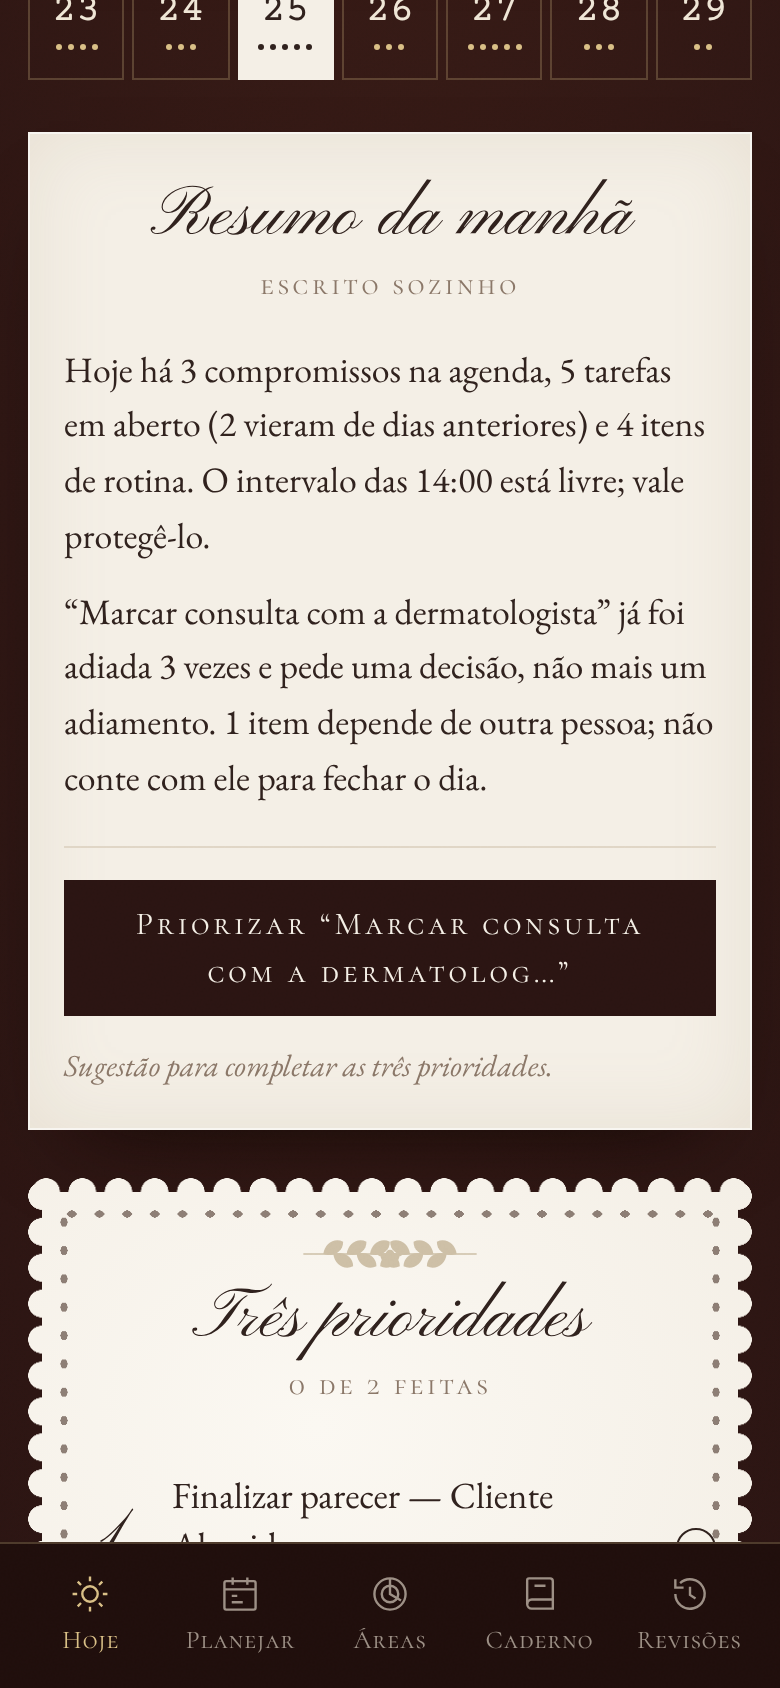 23 24 25 26 27 28 29
Resumo da manhã
ESCRITO SOZINHO
Hoje há 3 compromissos na agenda, 5 tarefas
em aberto (2 vieram de dias anteriores) e 4 itens
de rotina. O intervalo das 14:00 está livre; vale
protegê-lo.
“Marcar consulta com a dermatologista” já foi
adiada 3 vezes e pede uma decisão, não mais um
adiamento. 1 item depende de outra pessoa; não
conte com ele para fechar o dia.
Priorizar “Marcar consulta
com a dermatolog…”
Sugestão para completar as três prioridades.
Três prioridades
0 DE 2 FEITAS
1
Finalizar parecer — Cliente
Hoje Planejar Áreas Caderno Revisões